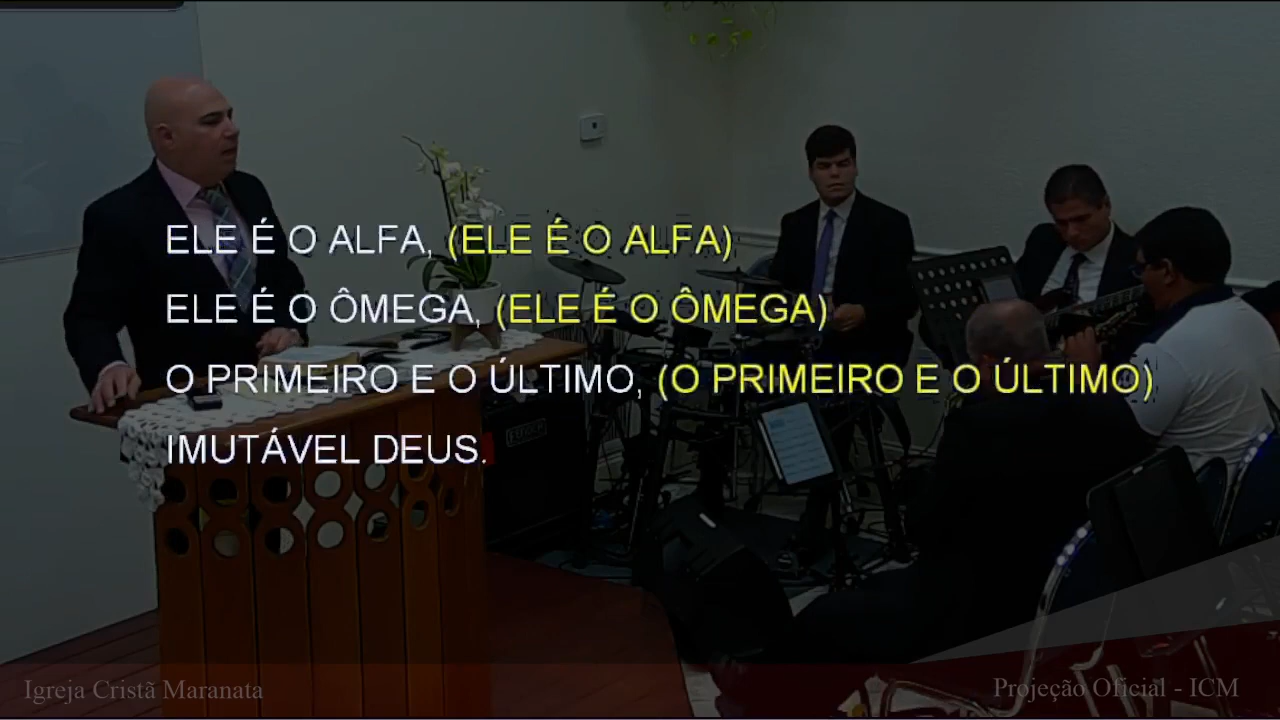 ELE É O ALFA, (ELE É O ALFA)
ELE É O ÔMEGA, (ELE É O ÔMEGA)
O PRIMEIRO E O ÚLTIMO, (O PRIMEIRO E O ÚLTIMO)
IMUTÁVEL DEUS.
Igreja Cristã Maranata
Projeção Oficial - ICM